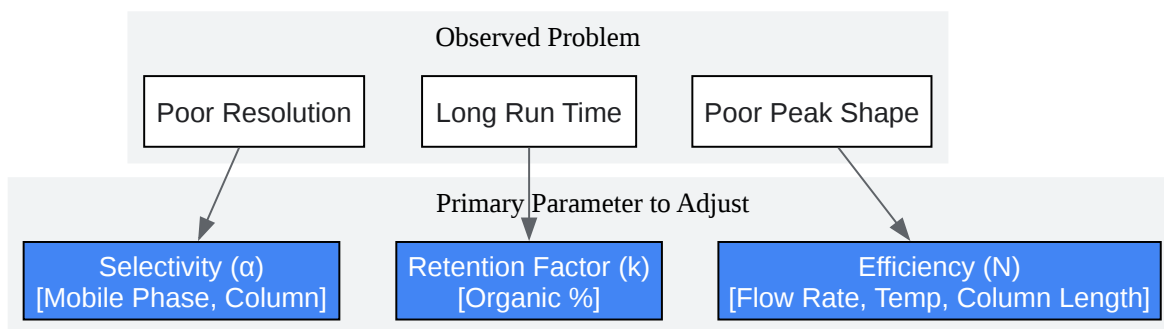 Observed Problem
Poor Resolution
Long Run Time
Poor Peak Shape
Primary Parameter to Adjust
Selectivity (α)
[Mobile Phase, Column]
Retention Factor (k)
[Organic %]
Efficiency (N)
[Flow Rate, Temp, Column Length]